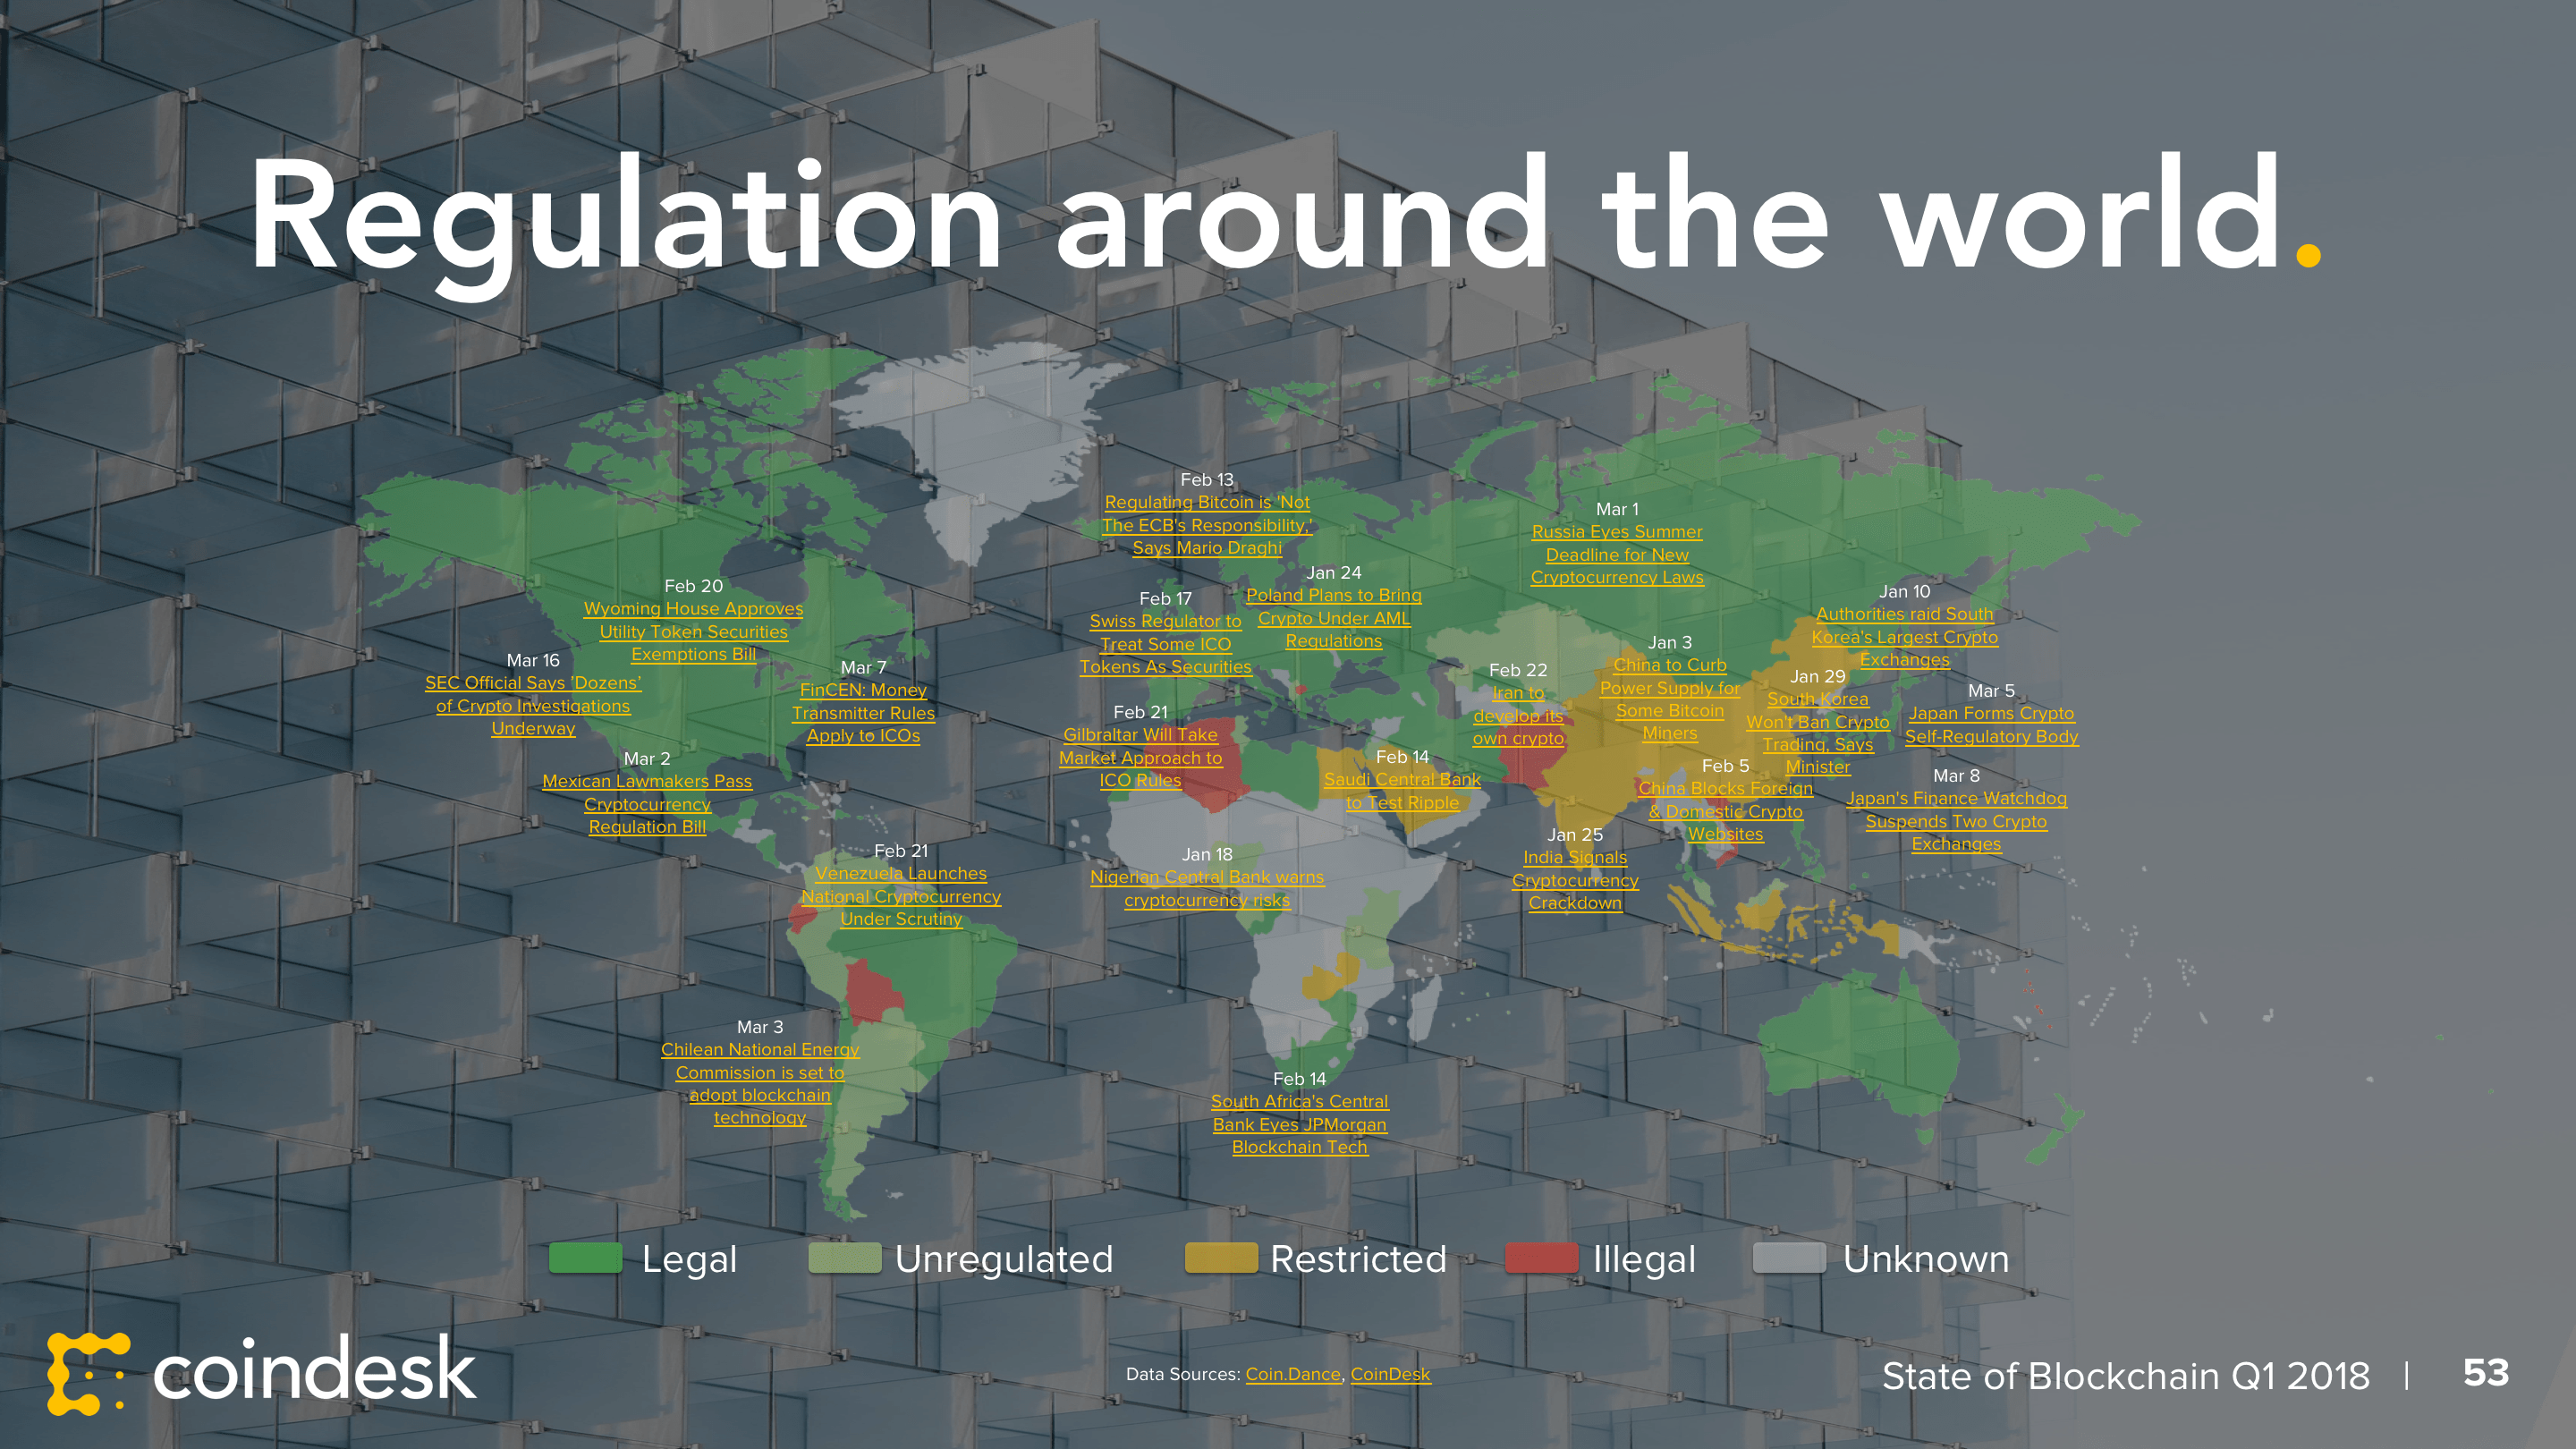 Regulation around the world.
Feb 13
Regulating Bitcoin is 'Not
The ECB's Responsibility,'
Says Mario Draghi
Mar 1
Russia Eyes Summer
Deadline for New
Cryptocurrency Laws
Feb 20
Wyoming House Approves
Utility Token Securities
Exemptions Bill
Feb 17
Swiss Regulator to
Treat Some ICO
Tokens As Securities
Jan 24
Poland Plans to Bring
Crypto Under AML
Regulations
Jan 10
Authorities raid South
Korea's Largest Crypto
Exchanges
Mar 16
SEC Official Says 'Dozens'
of Crypto Investigations
Underway
Mar 7
FinCEN: Money
Transmitter Rules
Apply to ICOs
Feb 22
Iran to
develop its
own crypto
Jan 3
China to Curb
Power Supply for
Some Bitcoin
Miners
Jan 29
South Korea
Won't Ban Crypto
Trading, Says
Minister
Mar 5
Japan Forms Crypto
Self-Regulatory Body
Feb 21
Gilbraltar Will Take
Market Approach to
ICO Rules
Mar 2
Mexican Lawmakers Pass
Cryptocurrency
Regulation Bill
Feb 14
Saudi Central Bank
to Test Ripple
Feb 5
China Blocks Foreign
& Domestic Crypto
Websites
Mar 8
Japan's Finance Watchdog
Suspends Two Crypto
Exchanges
Feb 21
Venezuela Launches
National Cryptocurrency
Under Scrutiny
Jan 18
Nigerian Central Bank warns
cryptocurrency risks
Jan 25
India Signals
Cryptocurrency
Crackdown
Mar 3
Chilean National Energy
Commission is set to
adopt blockchain
technology
Feb 14
South Africa's Central
Bank Eyes JPMorgan
Blockchain Tech
Legal Unregulated Restricted Illegal Unknown
coindesk
Data Sources: Coin.Dance, CoinDesk
State of Blockchain Q1 2018 | 53